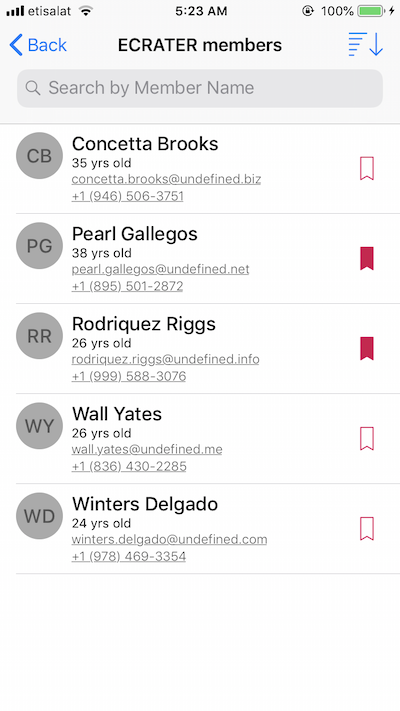 etisalat 5:23 AM 100%
Back ECRATER members
Search by Member Name
CB
Concetta Brooks
35 yrs old
concetta.brooks@undefined.biz
+1 (946) 506-3751
PG
Pearl Gallegos
38 yrs old
pearl.gallegos@undefined.net
+1 (895) 501-2872
RR
Rodriquez Riggs
26 yrs old
rodriquez.riggs@undefined.info
+1 (999) 588-3076
WY
Wall Yates
26 yrs old
wall.yates@undefined.me
+1 (836) 430-2285
WD
Winters Delgado
24 yrs old
winters.delgado@undefined.com
+1 (978) 469-3354